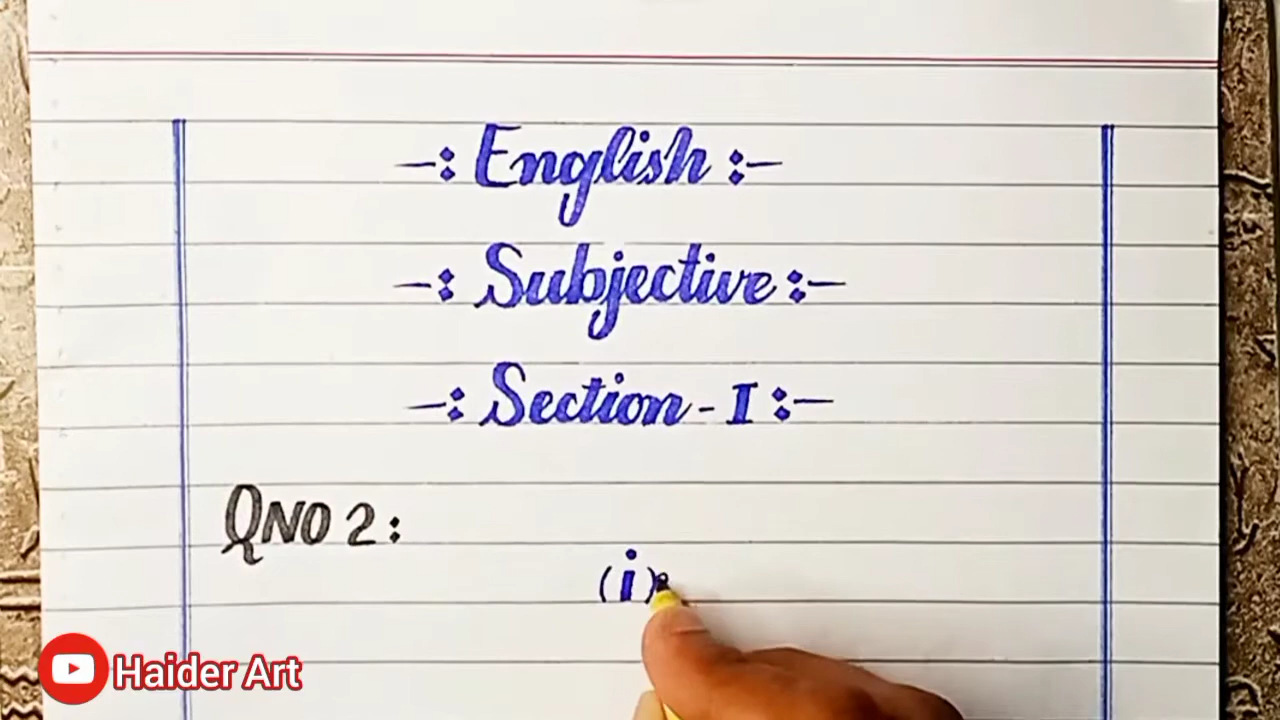 -: English :-
-: Subjective :-
-: Section - I :-
QNO 2 :
(i)
Haider Art